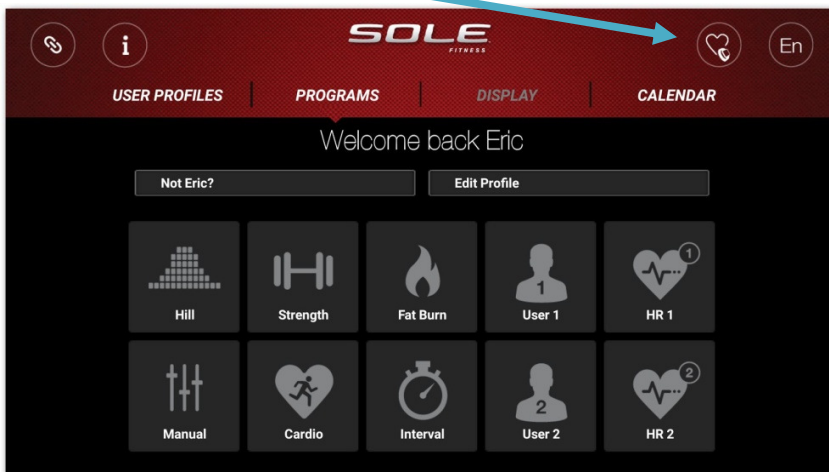 i
SOLE
FITNESS
En
USER PROFILES PROGRAMS DISPLAY CALENDAR
Welcome back Eric
Not Eric? Edit Profile
1 1
Hill Strength Fat Burn User 1 HR 1
2 2
Manual Cardio Interval User 2 HR 2